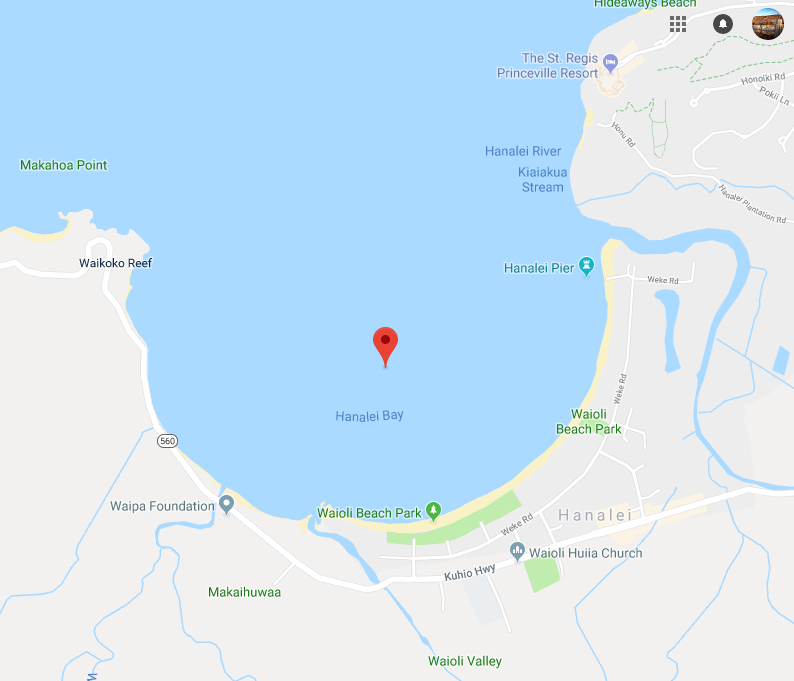 Hideaways Beach
The St. Regis
Princeville Resort
Honoiki Rd
Pokii Ln
Honu Rd
Hanalei River
Kiaiakua
Stream
Makahoa Point
Hanalei Plantation Rd
Waikoko Reef
Hanalei Pier
Weke Rd
Weke Rd
Hanalei Bay
Waioli
Beach Park
560
Waipa Foundation
Waioli Beach Park
Weke Rd
Hanalei
Waioli Huiia Church
Kuhio Hwy
Makaihuwaa
Waioli Valley
W